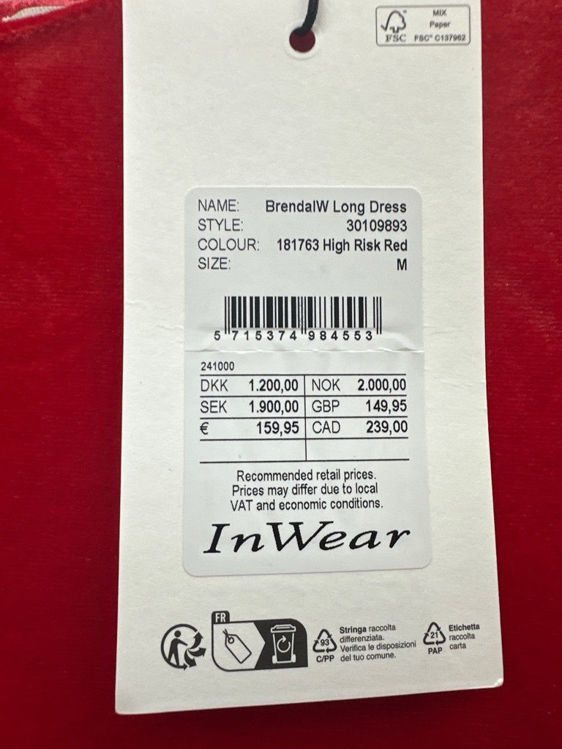 MIX
Paper
FSC FSC® C137962
NAME: BrendaIW Long Dress
STYLE: 30109893
COLOUR: 181763 High Risk Red
SIZE: M
5 715374 984553
241000
DKK 1.200,00 NOK 2.000,00
SEK 1.900,00 GBP 149,95
€ 159,95 CAD 239,00
Recommended retail prices.
Prices may differ due to local
VAT and economic conditions.
InWear
FR
93
C/PP
Stringa raccolta
differenziata.
Verifica le disposizioni
del tuo comune.
21
PAP
Etichetta
raccolta
carta